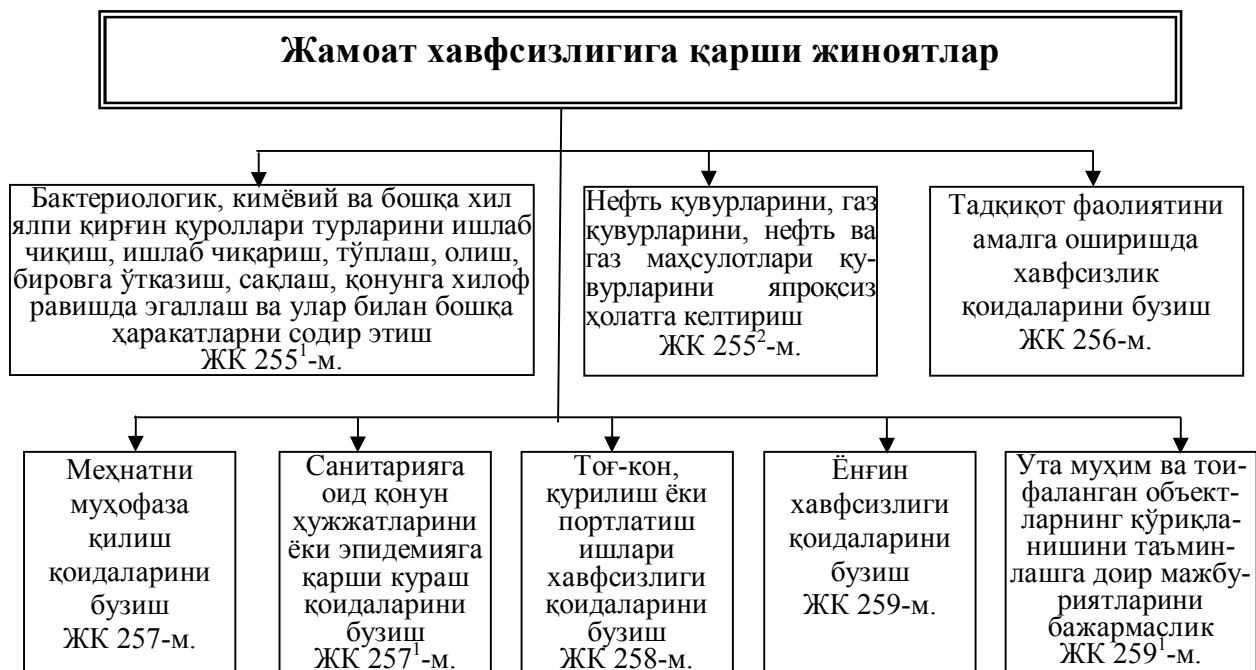 Жамоат хавфсизлигига қарши жиноятлар
Бактериологик, кимёвий ва бошқа хил
ялпи қирғин қуроллари турларини ишлаб
чиқиш, ишлаб чиқариш, тўплаш, олиш,
бировга ўтказиш, сақлаш, қонунга хилоф
равишда эгаллаш ва улар билан бошқа
ҳаракатларни содир этиш
ЖК 255¹-м.
Нефть қувурларини, газ
қувурларини, нефть ва
газ маҳсулотлари қу-
вурларини япроқсиз
ҳолатга келтириш
ЖК 255²-м.
Тадқиқот фаолиятини
амалга оширишда
хавфсизлик
қоидаларини бузиш
ЖК 256-м.
Меҳнатни
муҳофаза
қилиш
қоидаларини
бузиш
ЖК 257-м.
Санитарияга
оид қонун
ҳужжатларини
ёки эпидемияга
қарши кураш
қоидаларини
бузиш
ЖК 257¹-м.
Тоғ-кон,
қурилиш ёки
портлатиш
ишлари
хавфсизлиги
қоидаларини
бузиш
ЖК 258-м.
Ёнғин
хавфсизлиги
қоидаларини
бузиш
ЖК 259-м.
Ута муҳим ва тои-
фаланган объект-
ларнинг қўриқла-
нишини таъмин-
лашга доир мажбу-
риятларини
бажармаслик
ЖК 259¹-м.